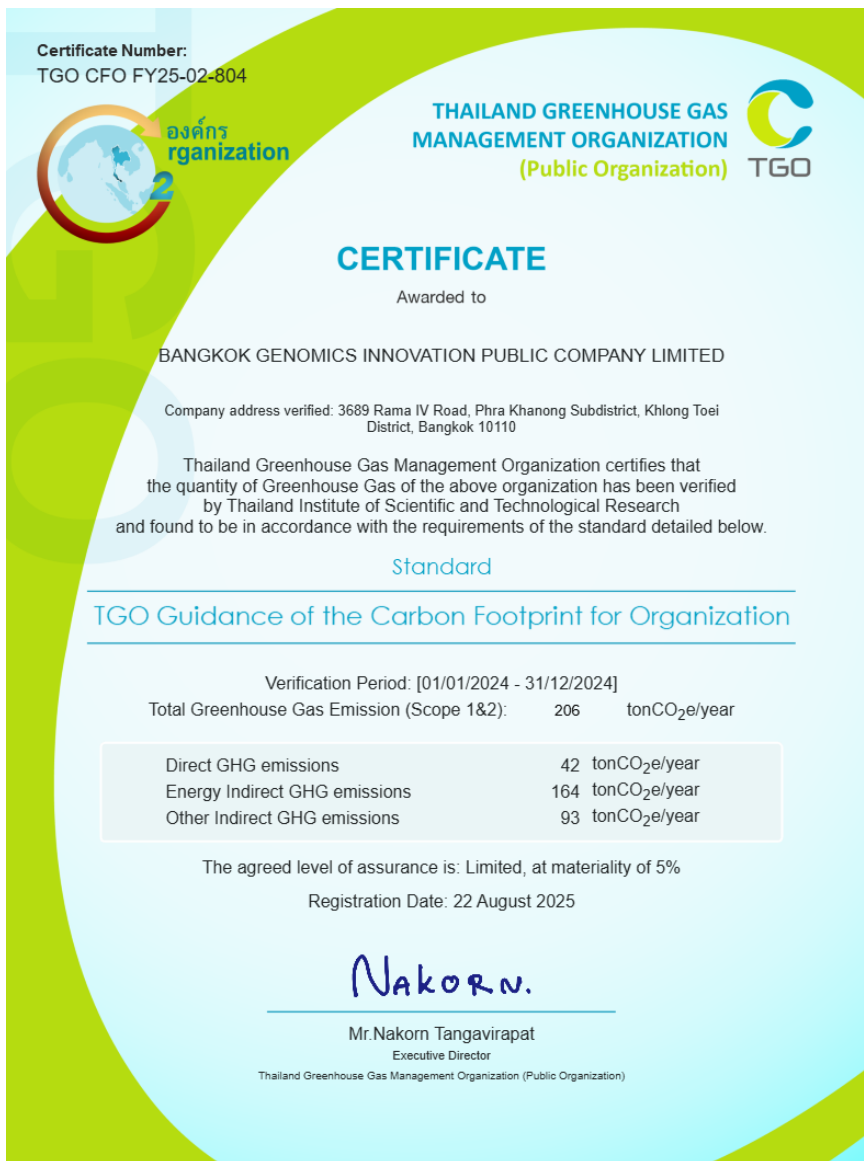 Certificate Number:
TGO CFO FY25-02-804
องค์กร
rganization
2
THAILAND GREENHOUSE GAS
MANAGEMENT ORGANIZATION
(Public Organization)
TGO
CERTIFICATE
Awarded to
BANGKOK GENOMICS INNOVATION PUBLIC COMPANY LIMITED
Company address verified: 3689 Rama IV Road, Phra Khanong Subdistrict, Khlong Toei
District, Bangkok 10110
Thailand Greenhouse Gas Management Organization certifies that
the quantity of Greenhouse Gas of the above organization has been verified
by Thailand Institute of Scientific and Technological Research
and found to be in accordance with the requirements of the standard detailed below.
Standard
TGO Guidance of the Carbon Footprint for Organization
Verification Period: [01/01/2024 - 31/12/2024]
Total Greenhouse Gas Emission (Scope 1&2): 206 tonCO₂e/year
Direct GHG emissions 42 tonCO₂e/year
Energy Indirect GHG emissions 164 tonCO₂e/year
Other Indirect GHG emissions 93 tonCO₂e/year
The agreed level of assurance is: Limited, at materiality of 5%
Registration Date: 22 August 2025
NAKORN.
Mr.Nakorn Tangavirapat
Executive Director
Thailand Greenhouse Gas Management Organization (Public Organization)